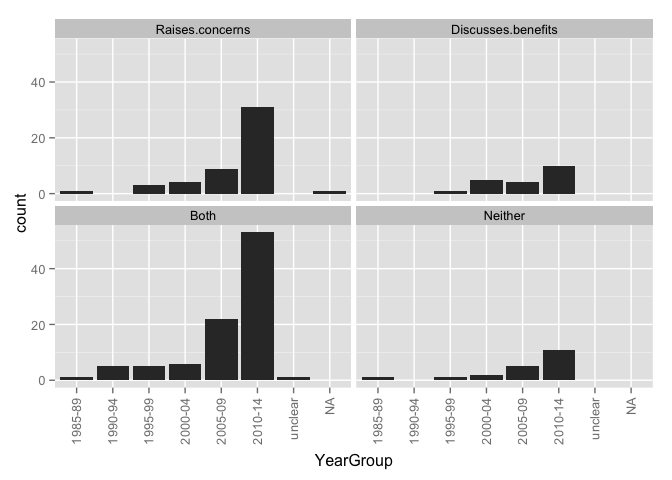 Raises.concerns
Discusses.benefits
40
20
0
Both
Neither
40
20
0
count
1985-89
1990-94
1995-99
2000-04
2005-09
2010-14
unclear
NA
1985-89
1990-94
1995-99
2000-04
2005-09
2010-14
unclear
NA
YearGroup